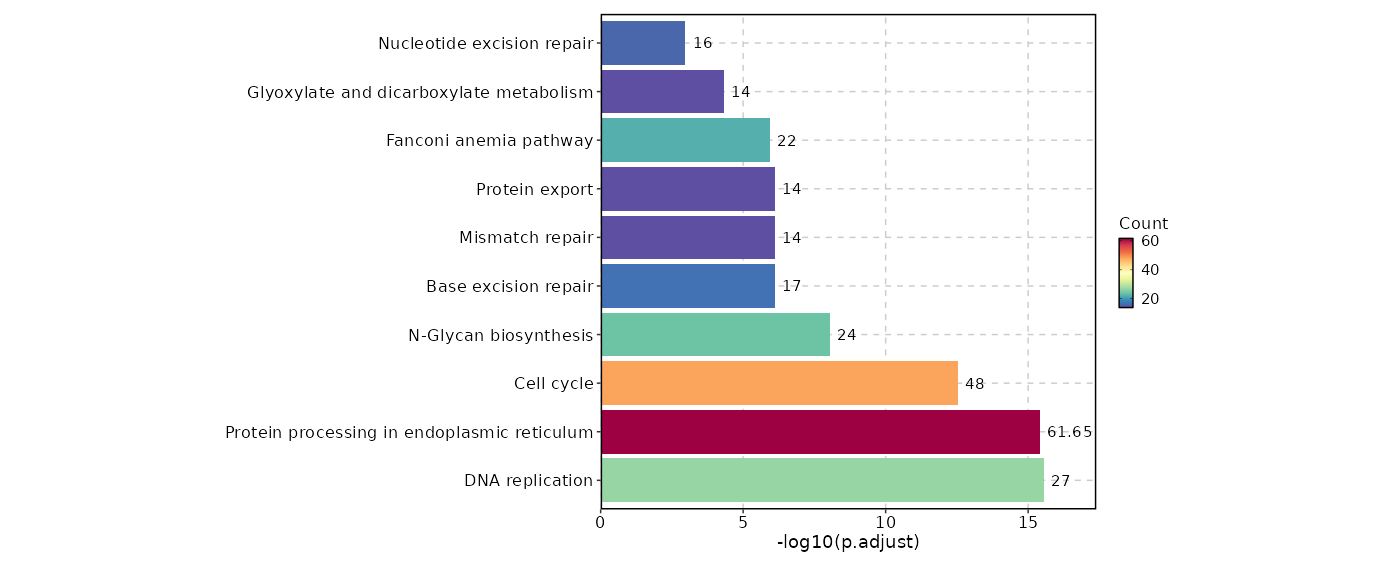 Nucleotide excision repair 16
Glyoxylate and dicarboxylate metabolism 14
Fanconi anemia pathway 22
Protein export 14
Mismatch repair 14
Base excision repair 17
N-Glycan biosynthesis 24
Cell cycle 48
Protein processing in endoplasmic reticulum 61.65
DNA replication 27
0 5 10 15
-log10(p.adjust)
Count
60
40
20